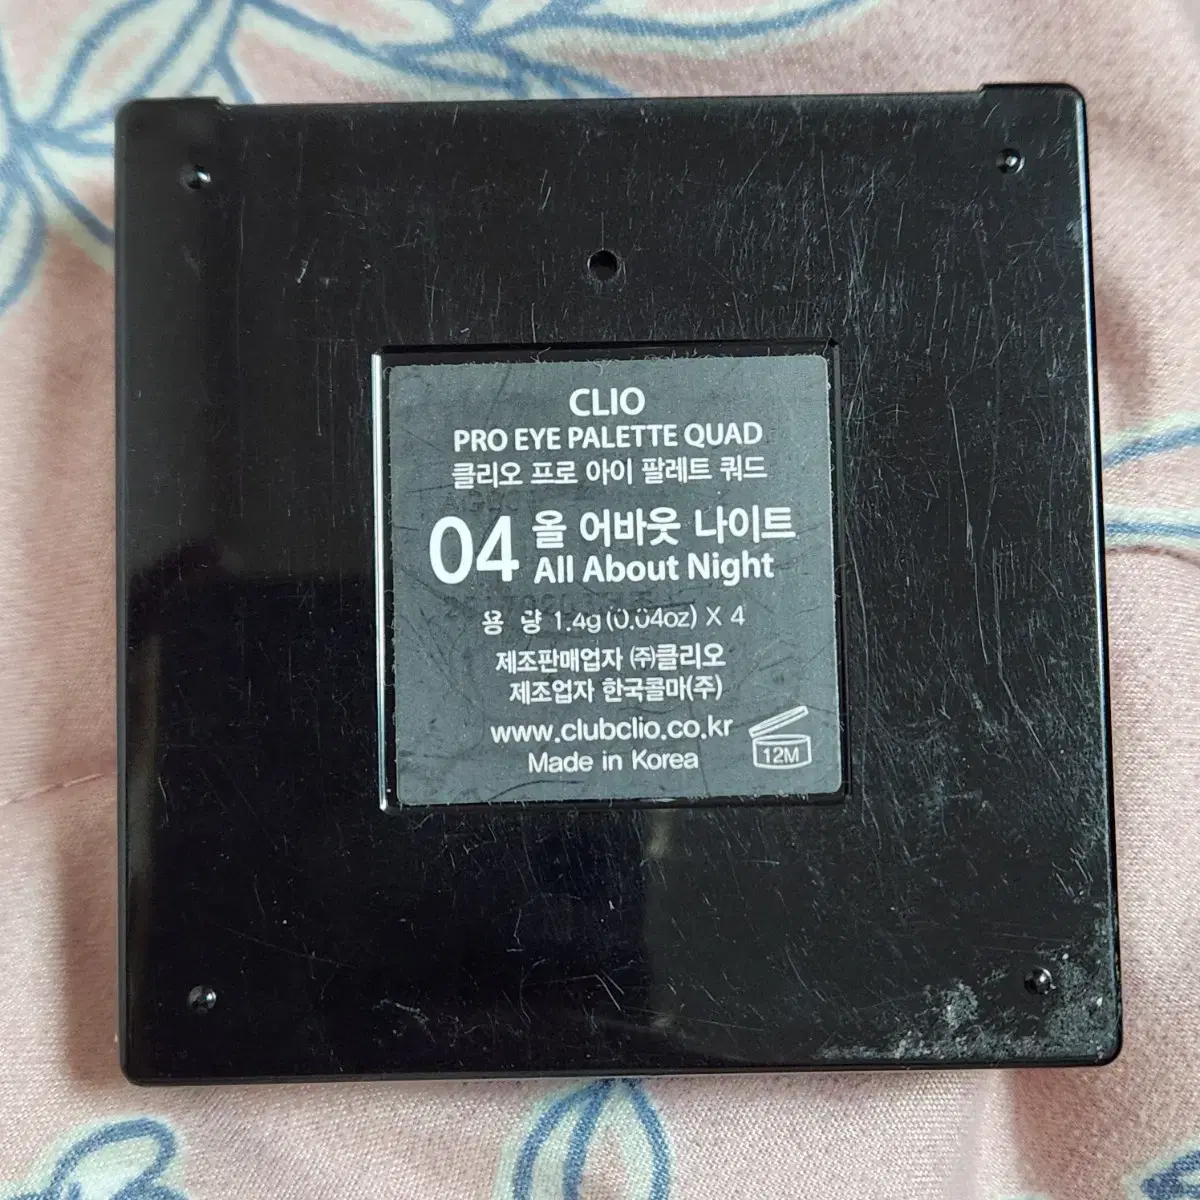 CLIO
PRO EYE PALETTE QUAD
클리오 프로 아이 팔레트 쿼드
04 올 어바웃 나이트
All About Night
용 량 1.4g (0.04oz) X 4
제조판매업자 ㈜클리오
제조업자 한국콜마(주)
www.clubclio.co.kr
Made in Korea
12M